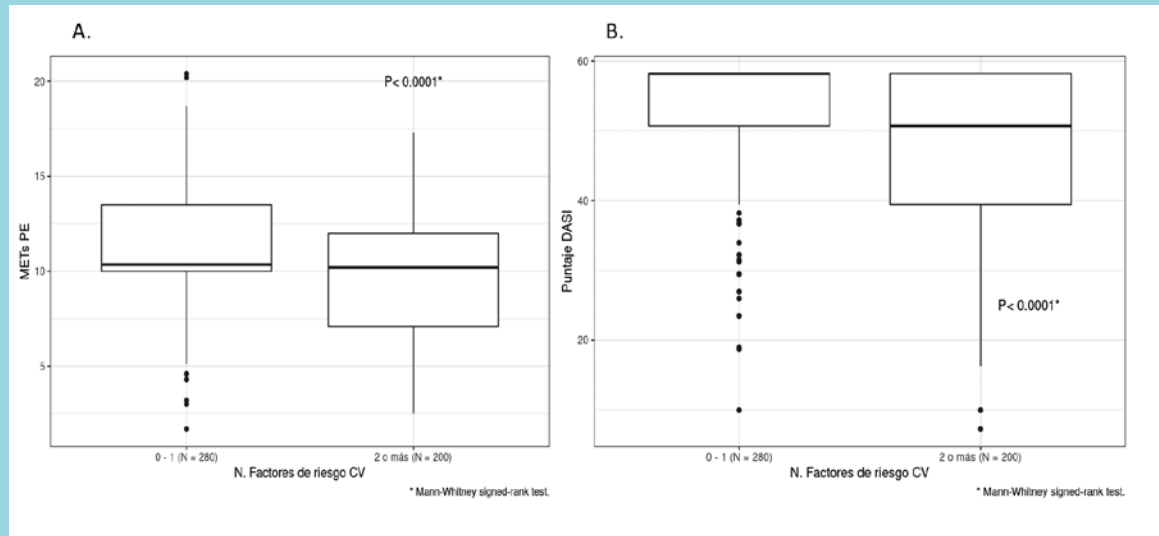 A.
METs PE
20
15
10
5
P< 0.0001*
0 - 1 (N = 280)
2 o más (N = 200)
N. Factores de riesgo CV
* Mann-Whitney signed-rank test.
B.
Puntaje DASI
60
40
20
P< 0.0001*
0 - 1 (N = 280)
2 o más (N = 200)
N. Factores de riesgo CV
* Mann-Whitney signed-rank test.